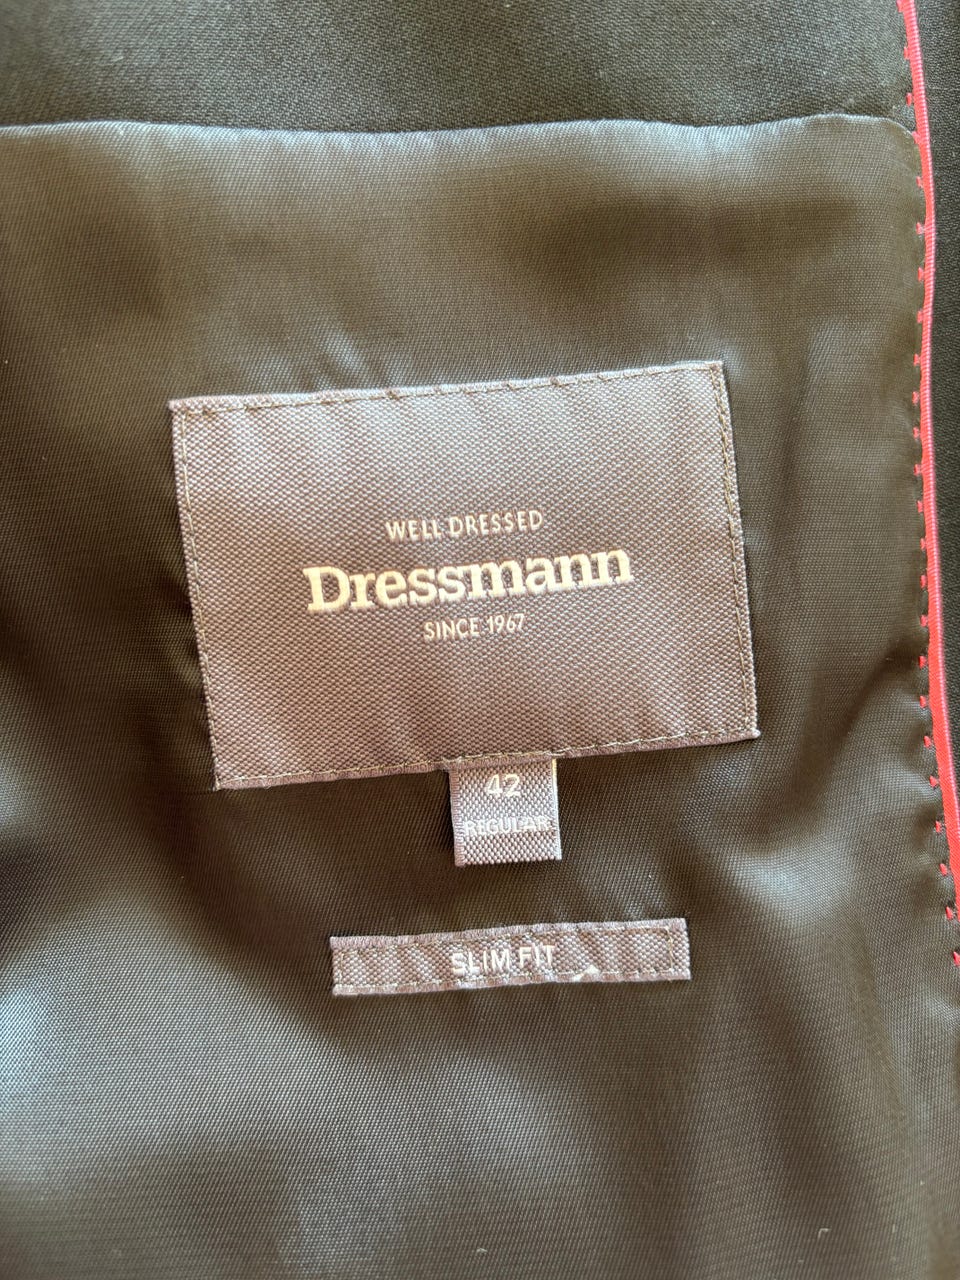 WELL DRESSED
Dressmann
SINCE 1967
42
REGULAR
SLIM FIT